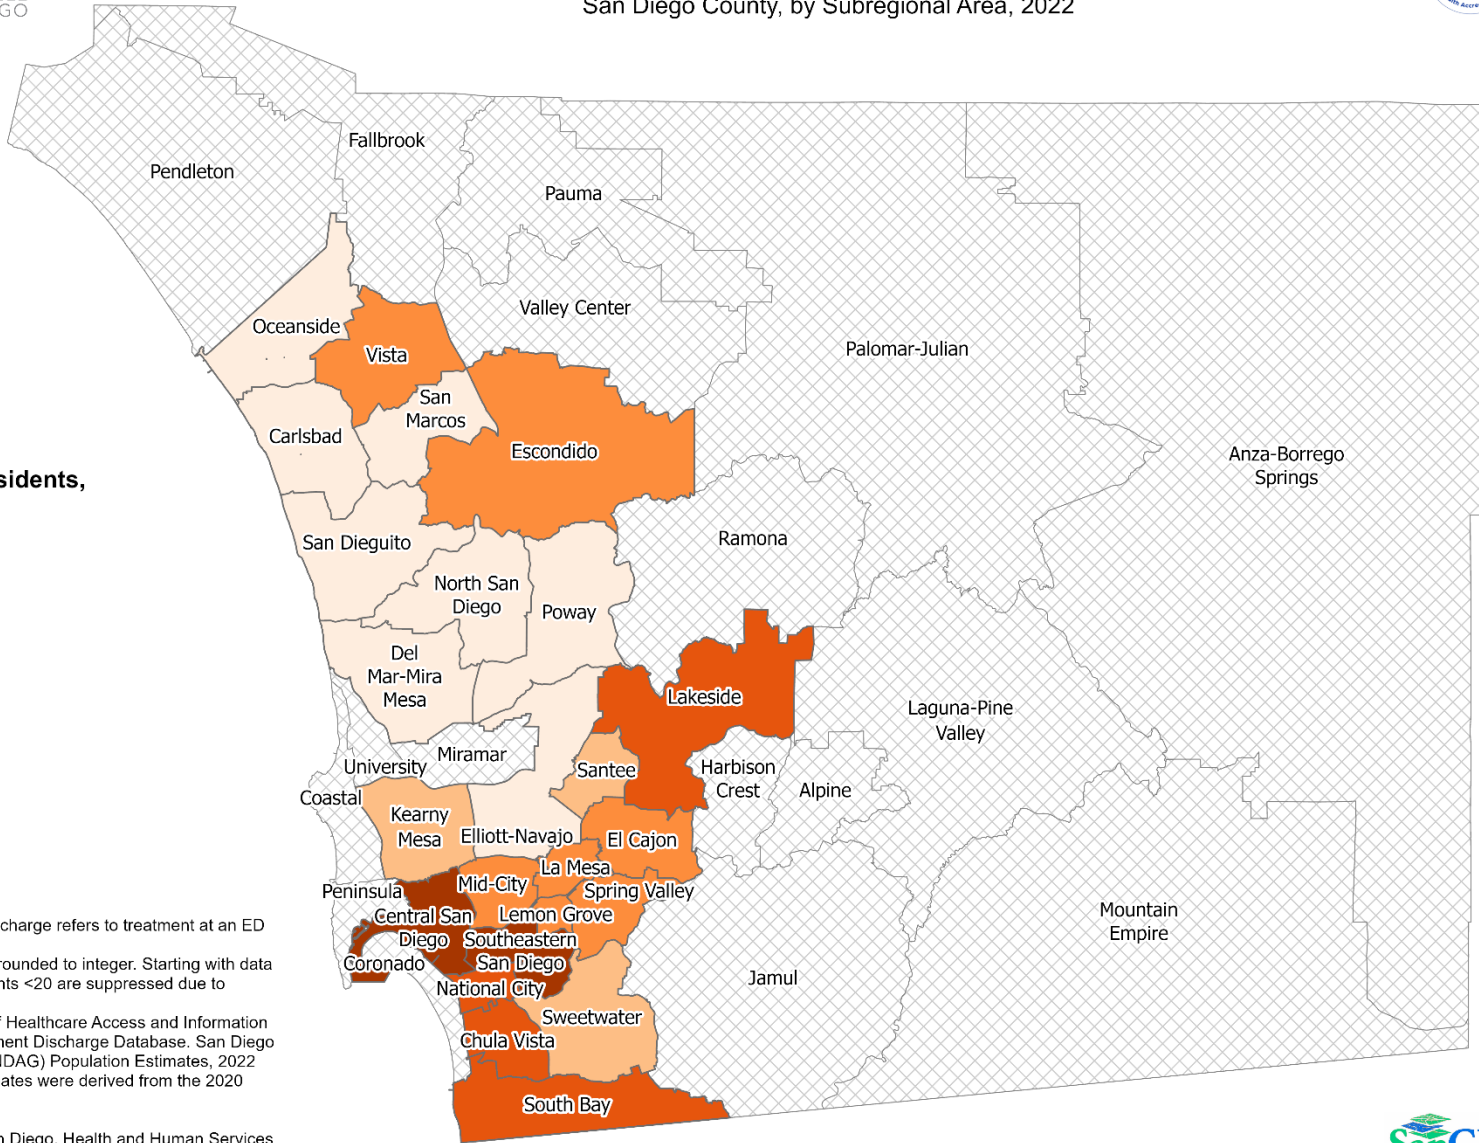 GO
San Diego County, by Subregional Area, 2022
Fallbrook
Pendleton
Pauma
Valley Center
Oceanside
Vista
Palomar-Julian
San
Marcos
Carlsbad
Escondido
Anza-Borrego
Springs
sidents,
San Dieguito
Ramona
North San
Diego
Poway
Del
Mar-Mira
Mesa
Lakeside
Laguna-Pine
Valley
Miramar
University
Santee
Harbison
Crest
Alpine
Coastal
Kearny
Mesa
Elliott-Navajo
El Cajon
La Mesa
Mid-City
Spring Valley
Peninsula
Central San
Diego
Lemon Grove
Southeastern
San Diego
Coronado
National City
Mountain
Empire
Jamul
Sweetwater
Chula Vista
South Bay
charge refers to treatment at an ED
rounded to integer. Starting with data
nts <20 are suppressed due to
f Healthcare Access and Information
ment Discharge Database. San Diego
NDAG) Population Estimates, 2022
ates were derived from the 2020
n Diego, Health and Human Services